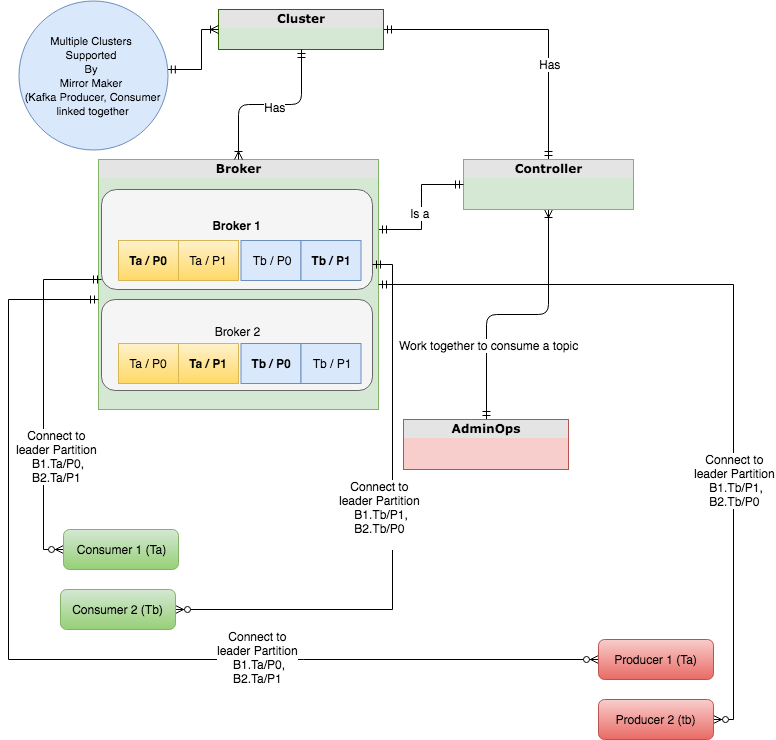 Cluster
Multiple Clusters
Supported
By
Mirror Maker
(Kafka Producer, Consumer
linked together
Has
Has
Broker
Controller
Is a
Broker 1
Ta / P0
Ta / P1
Tb / P0
Tb / P1
Broker 2
Ta / P0
Ta / P1
Tb / P0
Tb / P1
Work together to consume a topic
AdminOps
Connect to
leader Partition
B1.Ta/P0,
B2.Ta/P1
Connect to
leader Partition
B1.Tb/P1,
B2.Tb/P0
Connect to
leader Partition
B1.Tb/P1,
B2.Tb/P0
Consumer 1 (Ta)
Consumer 2 (Tb)
Connect to
leader Partition
B1.Ta/P0,
B2.Ta/P1
Producer 1 (Ta)
Producer 2 (tb)